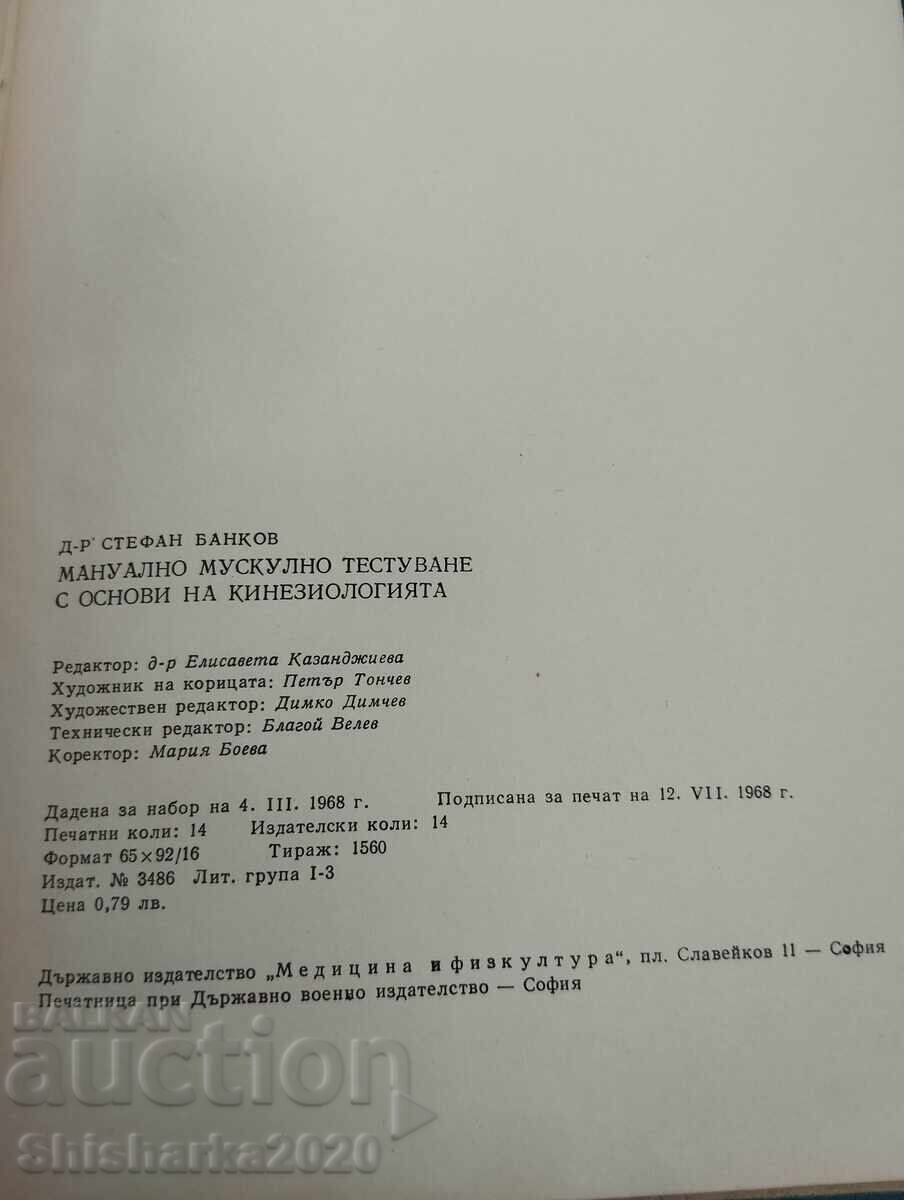 Д-Р СТЕФАН БАНКОВ
МАНУАЛНО МУСКУЛНО ТЕСТУВАНЕ
С ОСНОВИ НА КИНЕЗИОЛОГИЯТА
Редактор: д-р Елисавета Казанджиева
Художник на корицата: Петър Тончев
Художествен редактор: Димко Димчев
Технически редактор: Благой Велев
Коректор: Мария Боева
Дадена за набор на 4. III. 1968 г. Подписана за печат на 12. VII. 1968 г.
Печатни коли: 14 Издателски коли: 14
Формат 65×92/16 Тираж: 1560
Издат. № 3486 Лит. група I-3
Цена 0,79 лв.
Държавно издателство „Медицина и физкултура“, пл. Славейков 11 — София
Печатница при Държавно военно издателство — София
BALKAN
auction
Shisharka2020